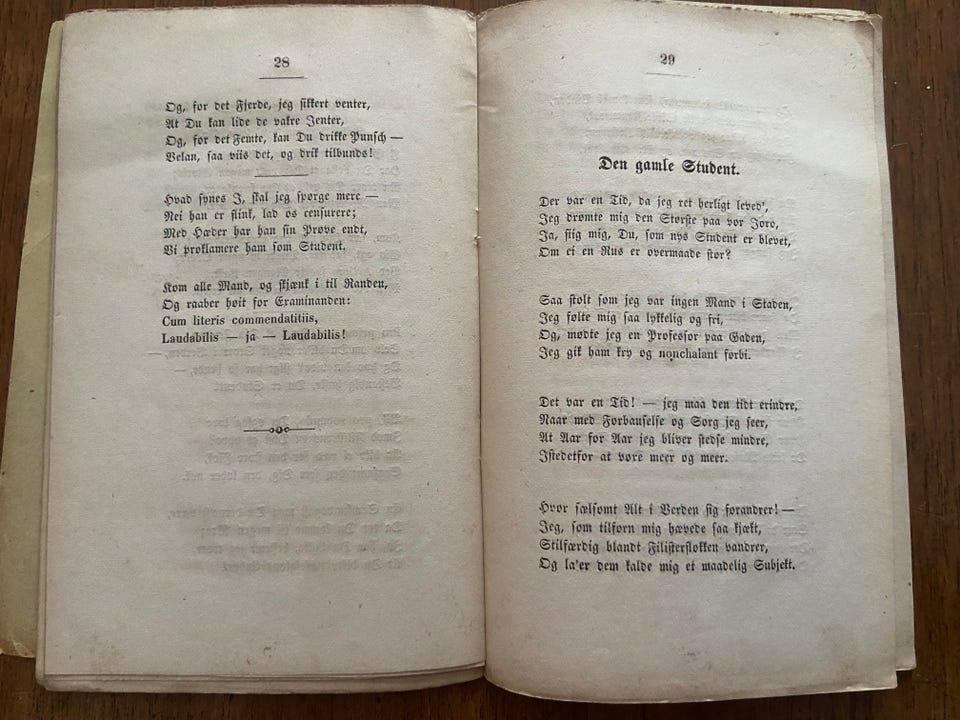 28
Og, for det Fjerde, jeg sikkert venter,
At Du kan lide de vakre Jenter,
Og, for det Femte, kan Du drikke Punsch —
Velan, saa viis det, og drik tilbunds!
Hvad synes I, skal jeg spørge mere —
Nei han er flink, lad os censurere;
Med Hæder har han sin Prøve endt,
Vi proklamere ham som Student.
Kom alle Mand, og skjænk i til Randen,
Og raaber høit for Examinanden:
Cum literis commendatitiis,
Laudabilis — ja — Laudabilis!
29
Den gamle Student.
Der var en Tid, da jeg ret herligt leved',
Jeg drømte mig den Største paa vor Jord,
Ja, siig mig, Du, som nys Student er blevet,
Om ei en Rus er overmaade stor?
Saa stolt som jeg var ingen Mand i Staden,
Jeg følte mig saa lykkelig og fri,
Og, mødte jeg en Professor paa Gaden,
Jeg gik ham kry og nonchalant forbi.
Det var en Tid! — jeg maa den tidt erindre,
Naar med Forbauselse og Sorg jeg seer,
At Aar for Aar jeg bliver stedse mindre,
Istedetfor at voxe meer og meer.
Hvor sælsomt Alt i Verden sig forandrer! —
Jeg, som tilforn mig hævede saa kjækt,
Stilfærdig blandt Filisterflokken vandrer,
Og la'er dem kalde mig et maadelig Subjekt.